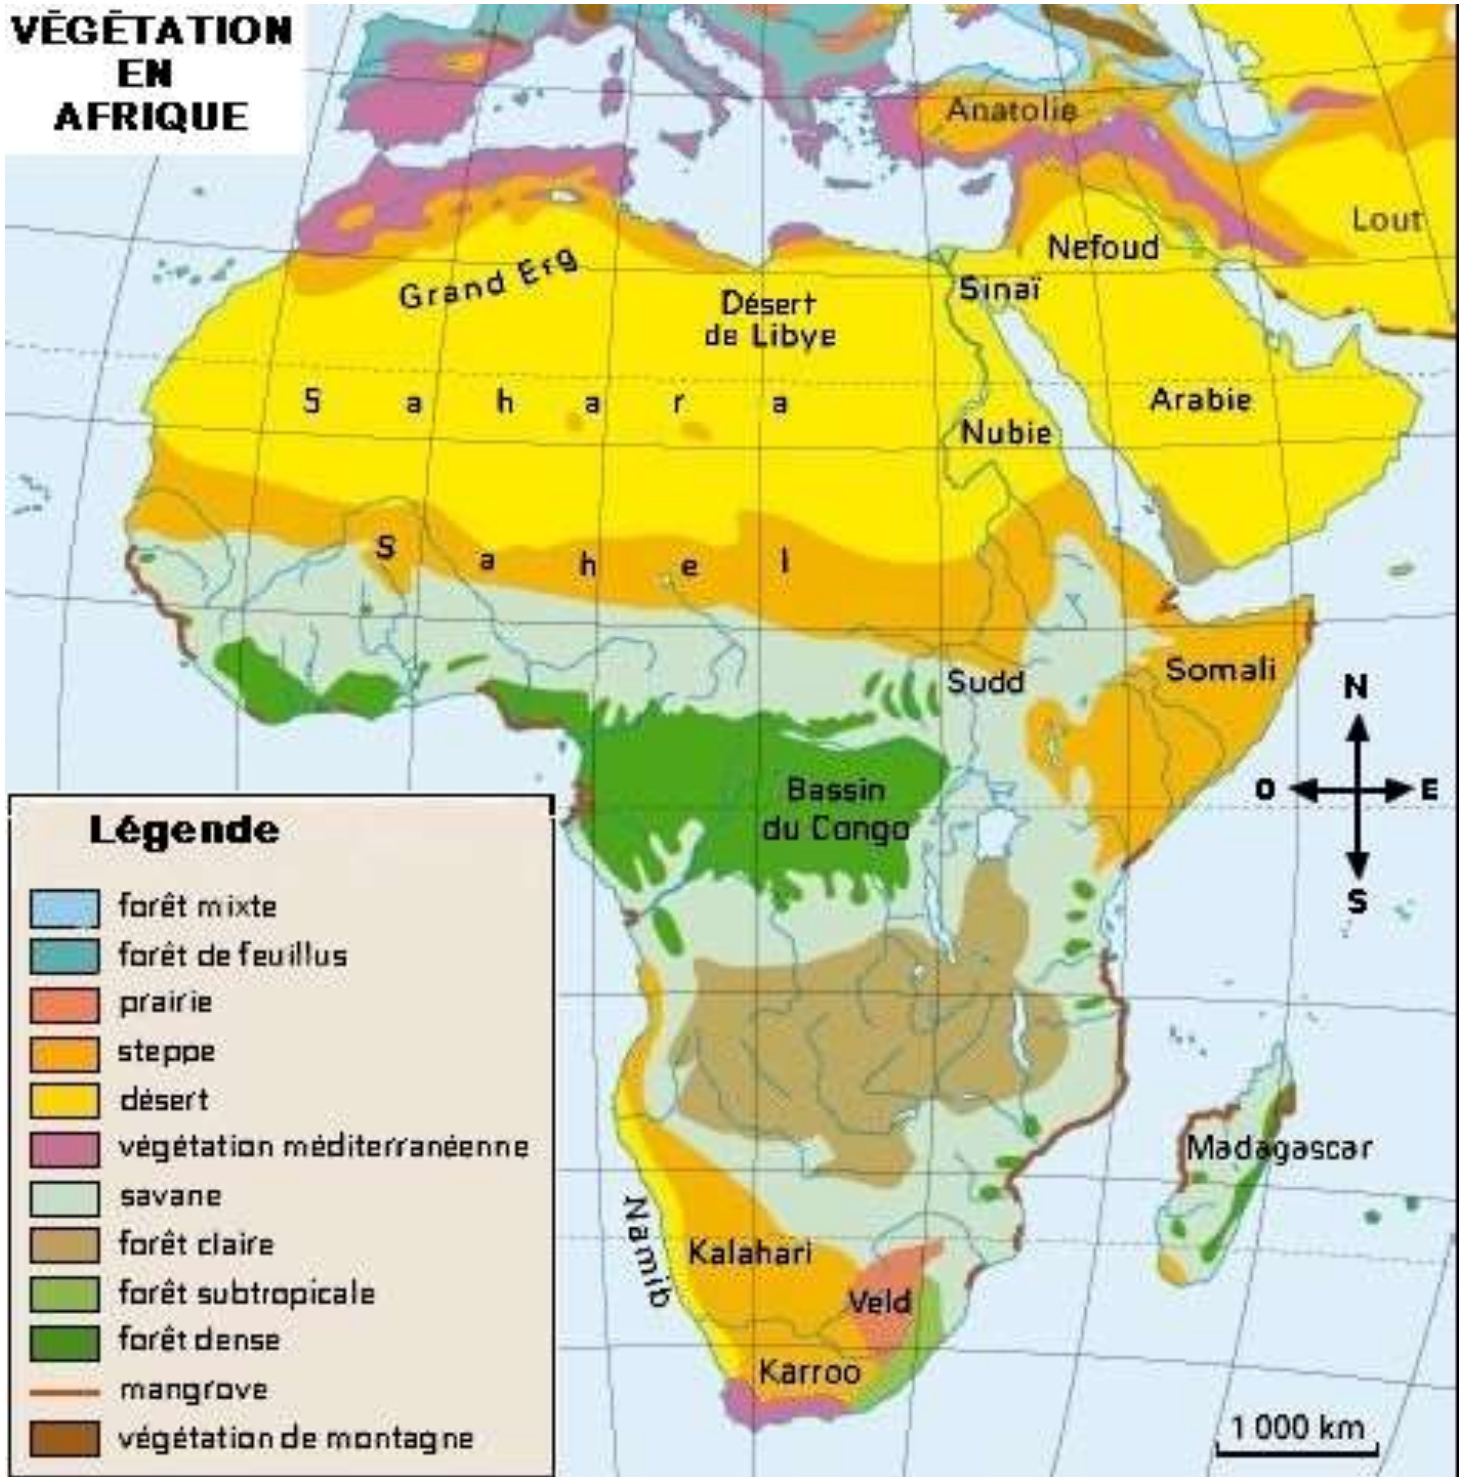 VÉGÉTATION
EN
AFRIQUE
Anatolie
Lout
Nefoud
Grand Erg
Sinaï
Désert
de Libye
Sahara
Arabie
Nubie
Sahel
Somali
Sudd
N
O
E
S
Bassin
du Congo
Madagascar
Namib
Kalahari
Veld
Karroo
1 000 km
Légende
forêt mixte
forêt de feuillus
prairie
steppe
désert
végétation méditerranéenne
savane
forêt claire
forêt subtropicale
forêt dense
mangrove
végétation de montagne